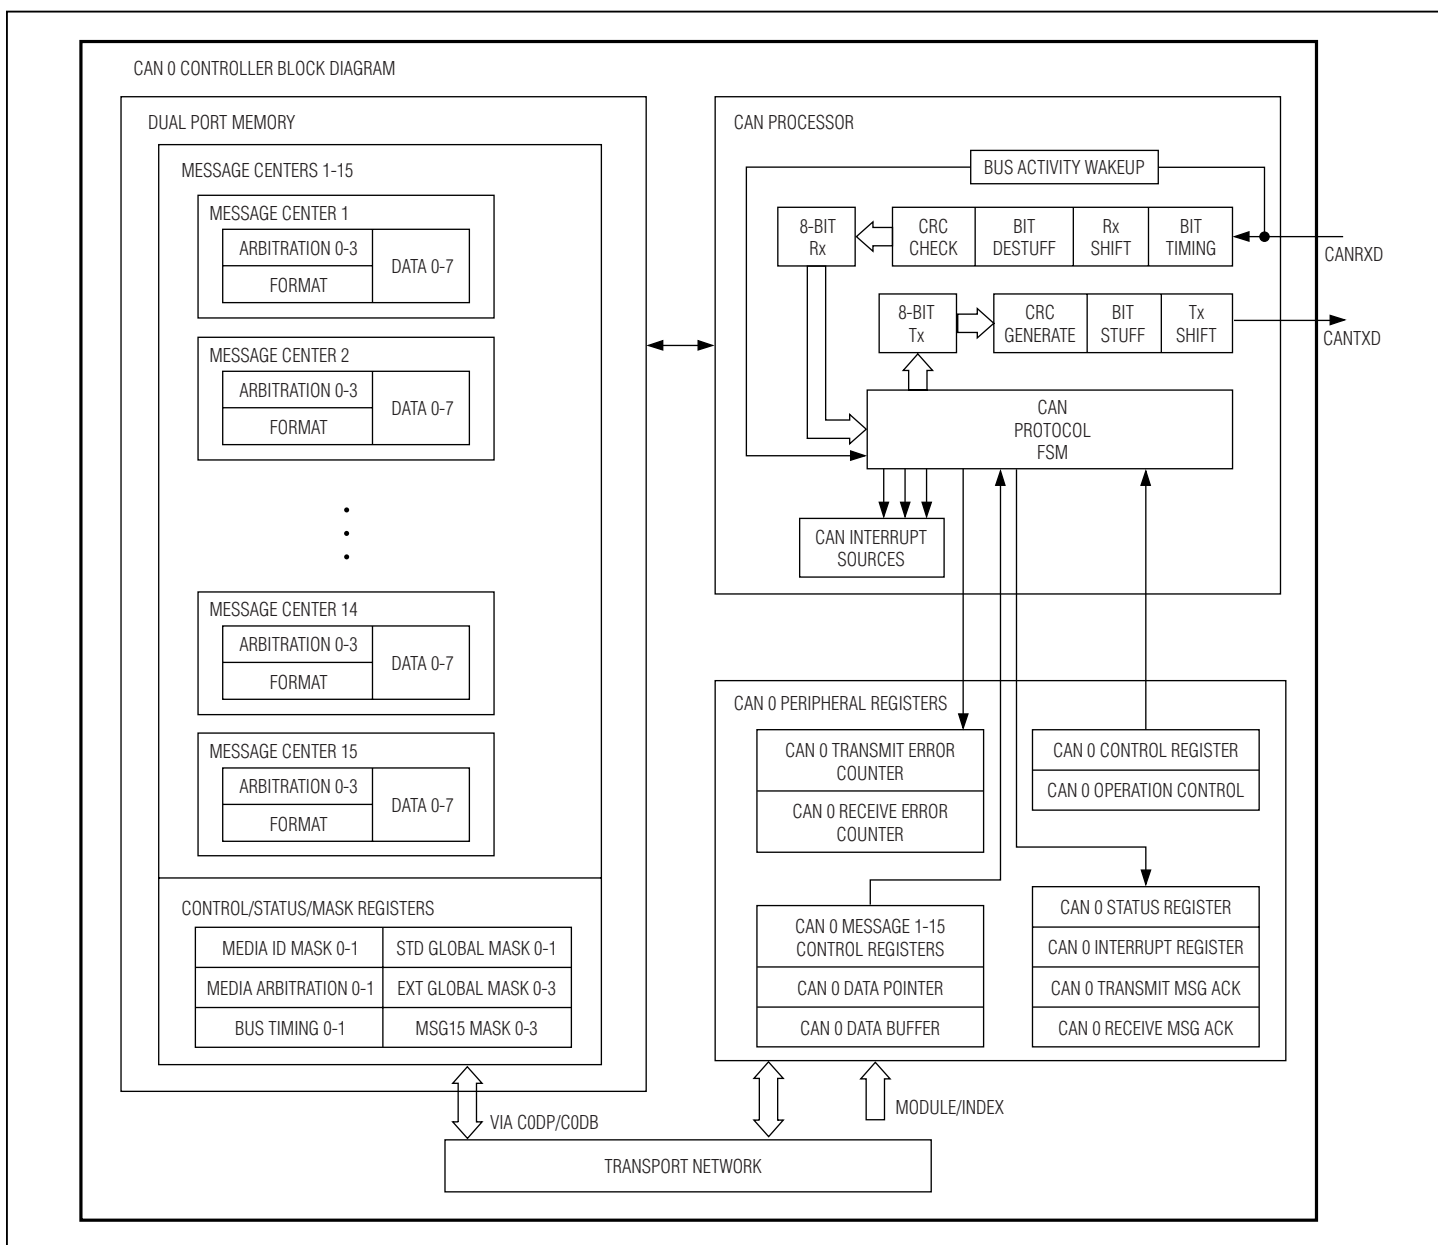 CAN 0 CONTROLLER BLOCK DIAGRAM
DUAL PORT MEMORY
MESSAGE CENTERS 1-15
MESSAGE CENTER 1
ARBITRATION 0-3
FORMAT
DATA 0-7
MESSAGE CENTER 2
ARBITRATION 0-3
FORMAT
DATA 0-7
MESSAGE CENTER 14
ARBITRATION 0-3
FORMAT
DATA 0-7
MESSAGE CENTER 15
ARBITRATION 0-3
FORMAT
DATA 0-7
CONTROL/STATUS/MASK REGISTERS
MEDIA ID MASK 0-1
STD GLOBAL MASK 0-1
MEDIA ARBITRATION 0-1
EXT GLOBAL MASK 0-3
BUS TIMING 0-1
MSG15 MASK 0-3
CAN PROCESSOR
BUS ACTIVITY WAKEUP
8-BIT
Rx
CRC
CHECK
BIT
DESTUFF
Rx
SHIFT
BIT
TIMING
CANRXD
8-BIT
Tx
CRC
GENERATE
BIT
STUFF
Tx
SHIFT
CANTXD
CAN
PROTOCOL
FSM
CAN INTERRUPT
SOURCES
CAN 0 PERIPHERAL REGISTERS
CAN 0 TRANSMIT ERROR
COUNTER
CAN 0 RECEIVE ERROR
COUNTER
CAN 0 CONTROL REGISTER
CAN 0 OPERATION CONTROL
CAN 0 MESSAGE 1-15
CONTROL REGISTERS
CAN 0 DATA POINTER
CAN 0 DATA BUFFER
CAN 0 STATUS REGISTER
CAN 0 INTERRUPT REGISTER
CAN 0 TRANSMIT MSG ACK
CAN 0 RECEIVE MSG ACK
VIA C0DP/C0DB
MODULE/INDEX
TRANSPORT NETWORK